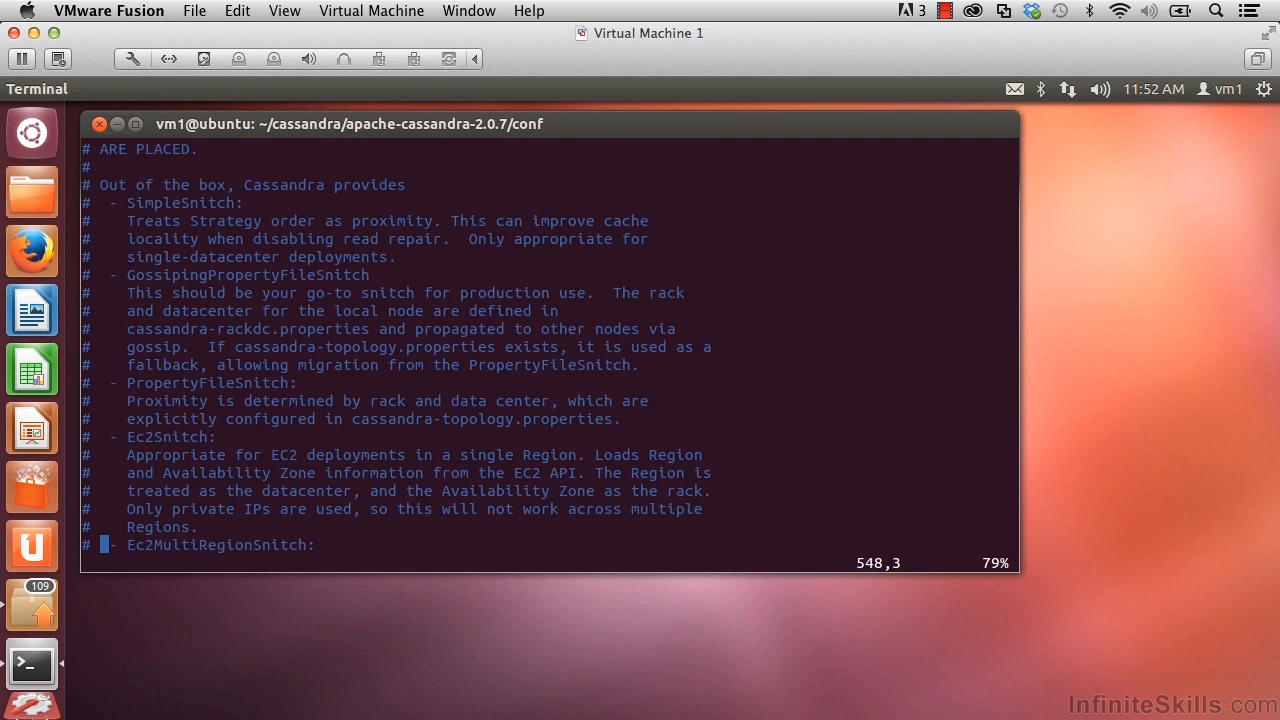 VMware Fusion File Edit View Virtual Machine Window Help
3
Virtual Machine 1
Terminal
11:52 AM vm1
vm1@ubuntu: ~/cassandra/apache-cassandra-2.0.7/conf
# ARE PLACED.
#
# Out of the box, Cassandra provides
#  - SimpleSnitch:
#    Treats Strategy order as proximity. This can improve cache
#    locality when disabling read repair.  Only appropriate for
#    single-datacenter deployments.
#  - GossipingPropertyFileSnitch
#    This should be your go-to snitch for production use.  The rack
#    and datacenter for the local node are defined in
#    cassandra-rackdc.properties and propagated to other nodes via
#    gossip.  If cassandra-topology.properties exists, it is used as a
#    fallback, allowing migration from the PropertyFileSnitch.
#  - PropertyFileSnitch:
#    Proximity is determined by rack and data center, which are
#    explicitly configured in cassandra-topology.properties.
#  - Ec2Snitch:
#    Appropriate for EC2 deployments in a single Region. Loads Region
#    and Availability Zone information from the EC2 API. The Region is
#    treated as the datacenter, and the Availability Zone as the rack.
#    Only private IPs are used, so this will not work across multiple
#    Regions.
#  - Ec2MultiRegionSnitch:
548,3 79%
109
InfiniteSkills.com